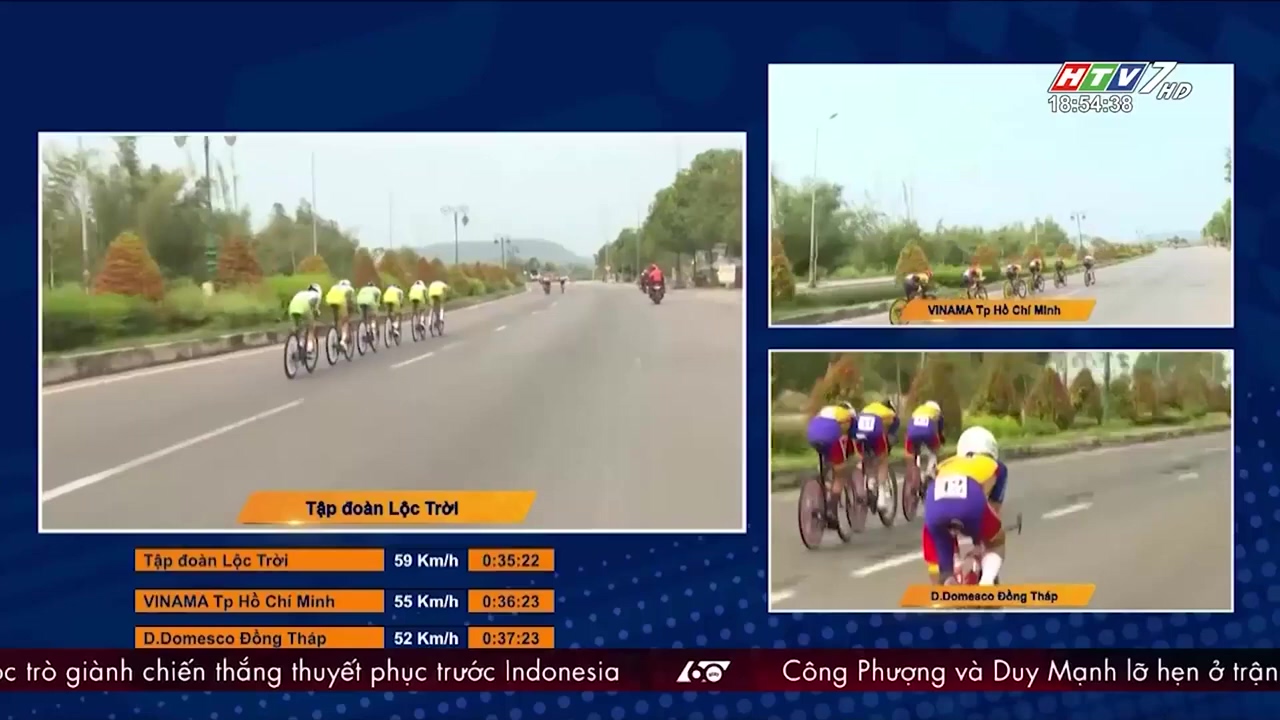 HTV7 HD
18:54:38
VINAMA Tp Hồ Chí Minh
Tập đoàn Lộc Trời
D.Domesco Đồng Tháp
Tập đoàn Lộc Trời 59 Km/h 0:35:22
VINAMA Tp Hồ Chí Minh 55 Km/h 0:36:23
D.Domesco Đồng Tháp 52 Km/h 0:37:23
ọc trò giành chiến thắng thuyết phục trước Indonesia 60 giây Công Phượng và Duy Mạnh lỡ hẹn ở trận